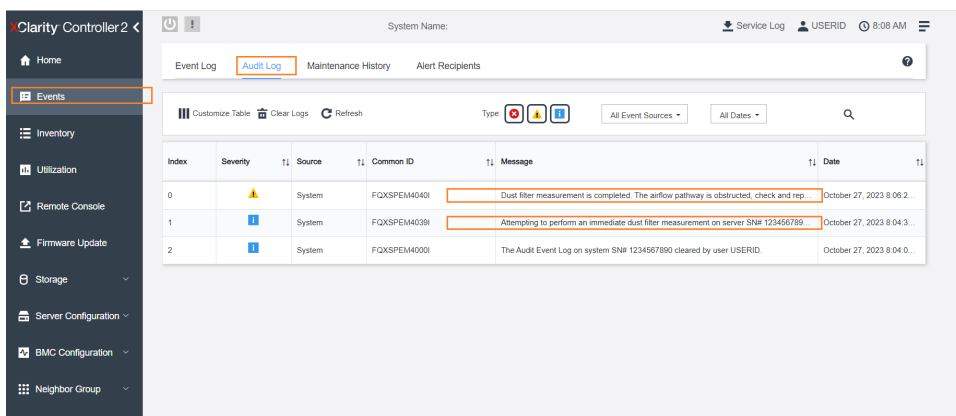 XClarity Controller 2
System Name:
Service Log
USERID
8:08 AM
Home
Events
Inventory
Utilization
Remote Console
Firmware Update
Storage
Server Configuration
BMC Configuration
Neighbor Group
Event Log Audit Log Maintenance History Alert Recipients
Customize Table Clear Logs Refresh Type: All Event Sources All Dates
Index Severity Source Common ID Message Date
0 System FQXSPEM4040I Dust filter measurement is completed. The airflow pathway is obstructed, check and rep... October 27, 2023 8:06:2...
1 System FQXSPEM4039I Attempting to perform an immediate dust filter measurement on server SN# 123456789... October 27, 2023 8:04:3...
2 System FQXSPEM4000I The Audit Event Log on system SN# 1234567890 cleared by user USERID. October 27, 2023 8:04:0...